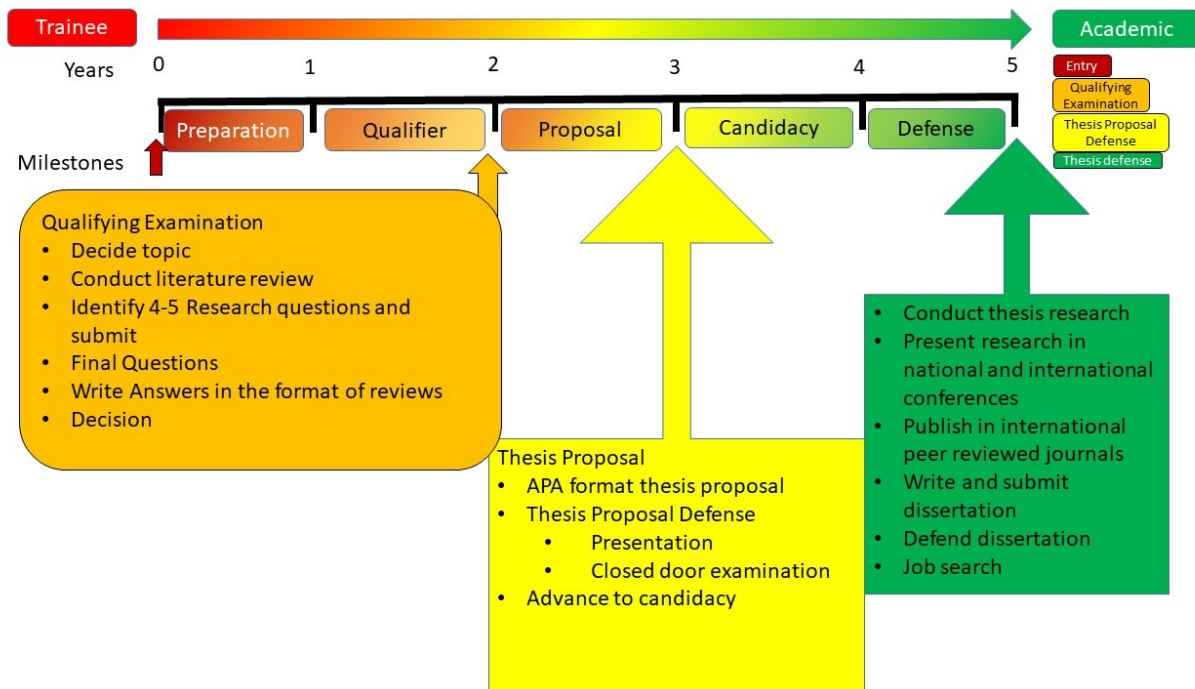 Trainee
Academic
Years
0
1
2
3
4
5
Entry
Qualifying
Examination
Thesis Proposal
Defense
Thesis defense
Preparation
Qualifier
Proposal
Candidacy
Defense
Milestones
Qualifying Examination
• Decide topic
• Conduct literature review
• Identify 4-5 Research questions and
submit
• Final Questions
• Write Answers in the format of reviews
• Decision
Thesis Proposal
• APA format thesis proposal
• Thesis Proposal Defense
• Presentation
• Closed door examination
• Advance to candidacy
• Conduct thesis research
• Present research in
national and international
conferences
• Publish in international
peer reviewed journals
• Write and submit
dissertation
• Defend dissertation
• Job search